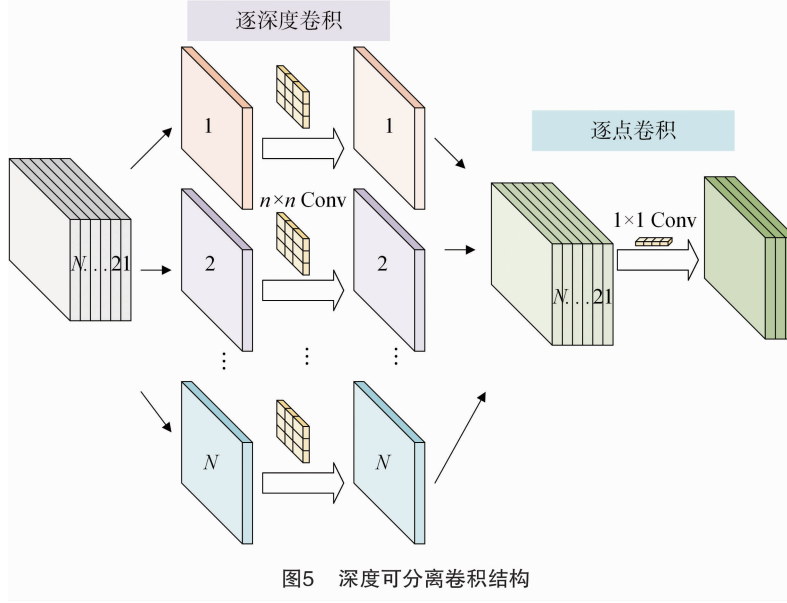 逐深度卷积
逐点卷积
1
1
n×n Conv
1×1 Conv
N...21
2
2
N...21
⋮
⋮
⋮
N
N
图5 深度可分离卷积结构